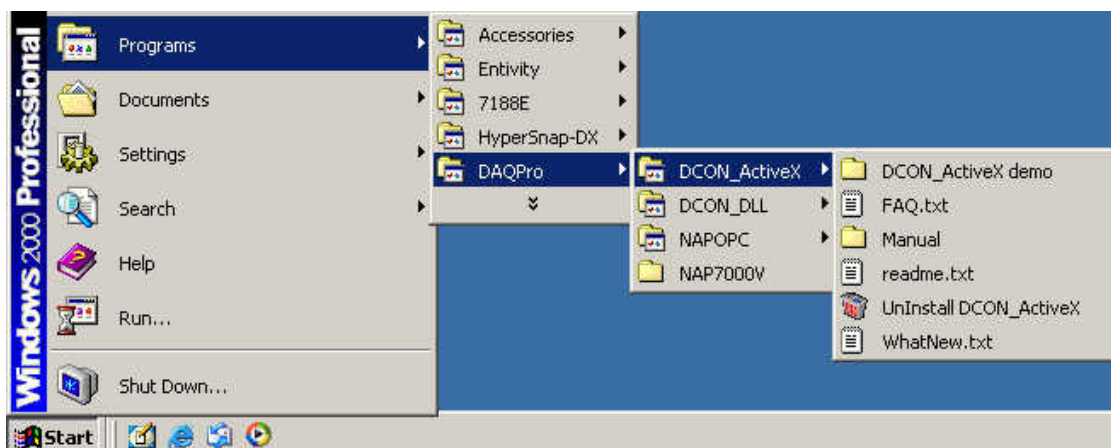 Windows 2000 Professional
Programs
Documents
Settings
Search
Help
Run...
Shut Down...
Accessories
Entivity
7188E
HyperSnap-DX
DAQPro
DCON_ActiveX
DCON_DLL
NAPOPC
NAP7000V
DCON_ActiveX demo
FAQ.txt
Manual
readme.txt
UnInstall DCON_ActiveX
WhatNew.txt
Start